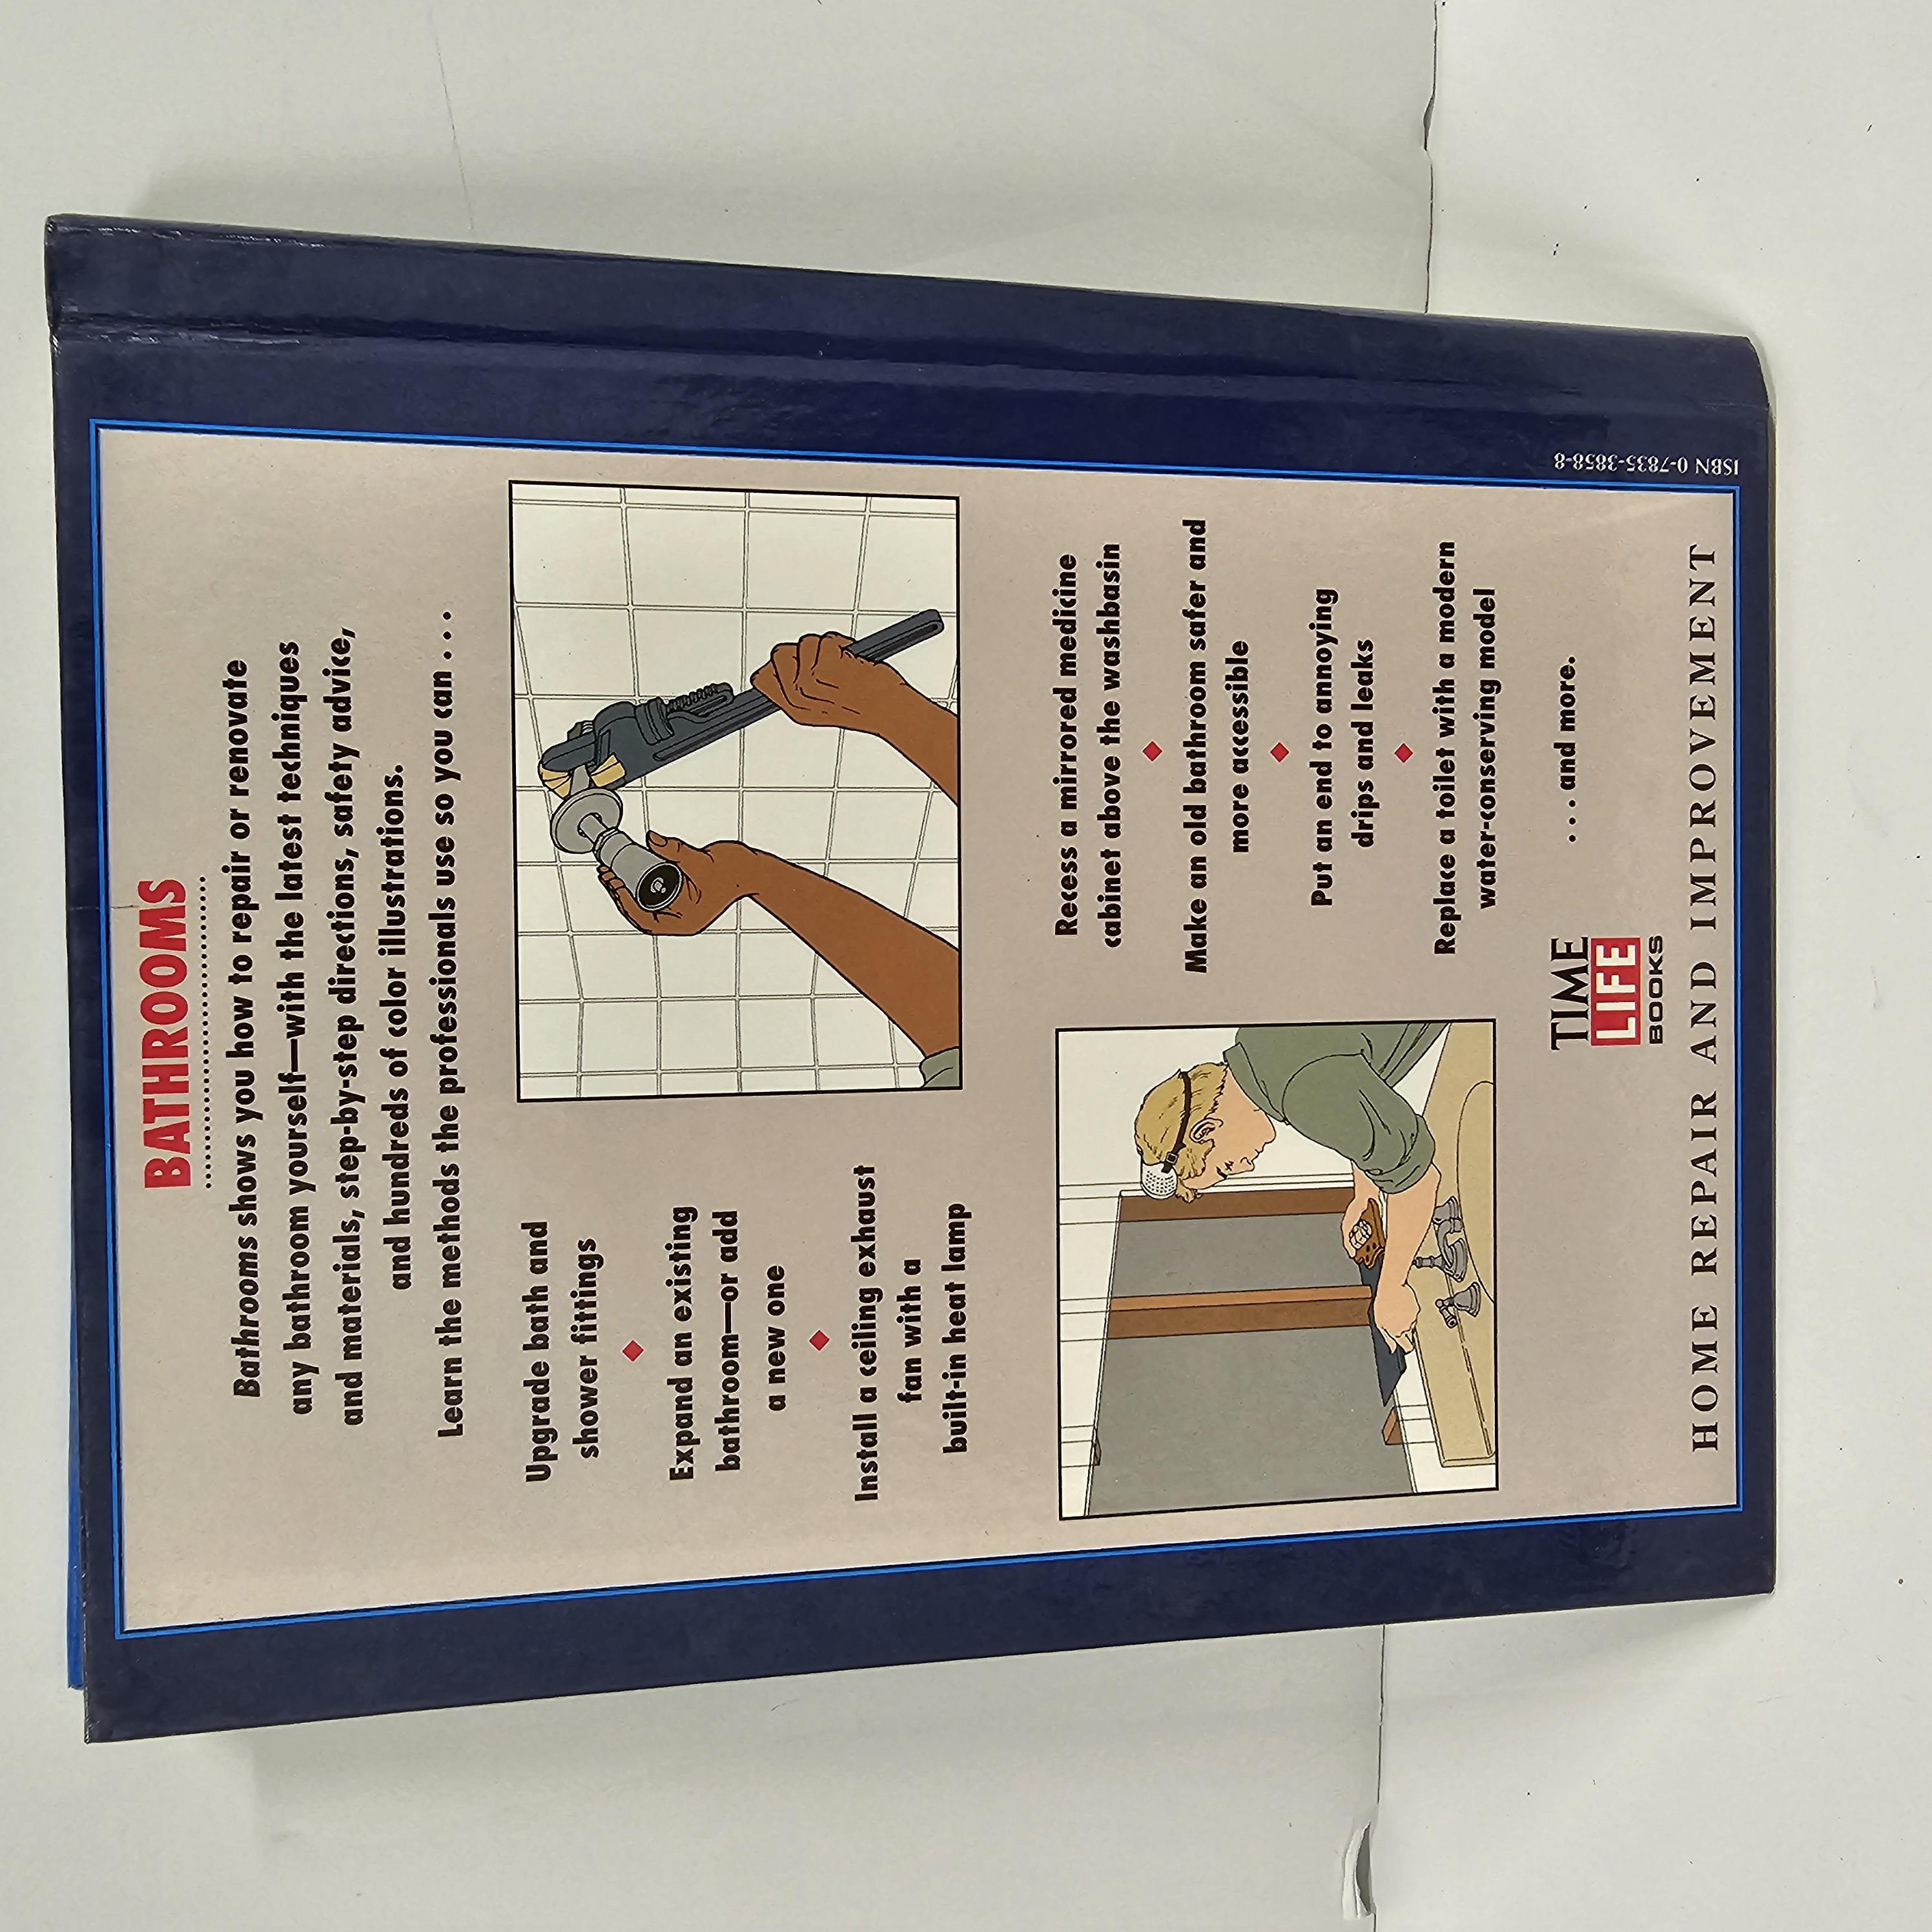 BATHROOMS
Bathrooms shows you how to repair or renovate
any bathroom yourself—with the latest techniques
and materials, step-by-step directions, safety advice,
and hundreds of color illustrations.
Learn the methods the professionals use so you can . . .
Upgrade bath and
shower fittings
Expand an existing
bathroom—or add
a new one
Install a ceiling exhaust
fan with a
built-in heat lamp
Recess a mirrored medicine
cabinet above the washbasin
Make an old bathroom safer and
more accessible
Put an end to annoying
drips and leaks
Replace a toilet with a modern
water-conserving model
. . . and more.
TIME
LIFE
BOOKS
HOME REPAIR AND IMPROVEMENT
ISBN 0-7835-3858-8